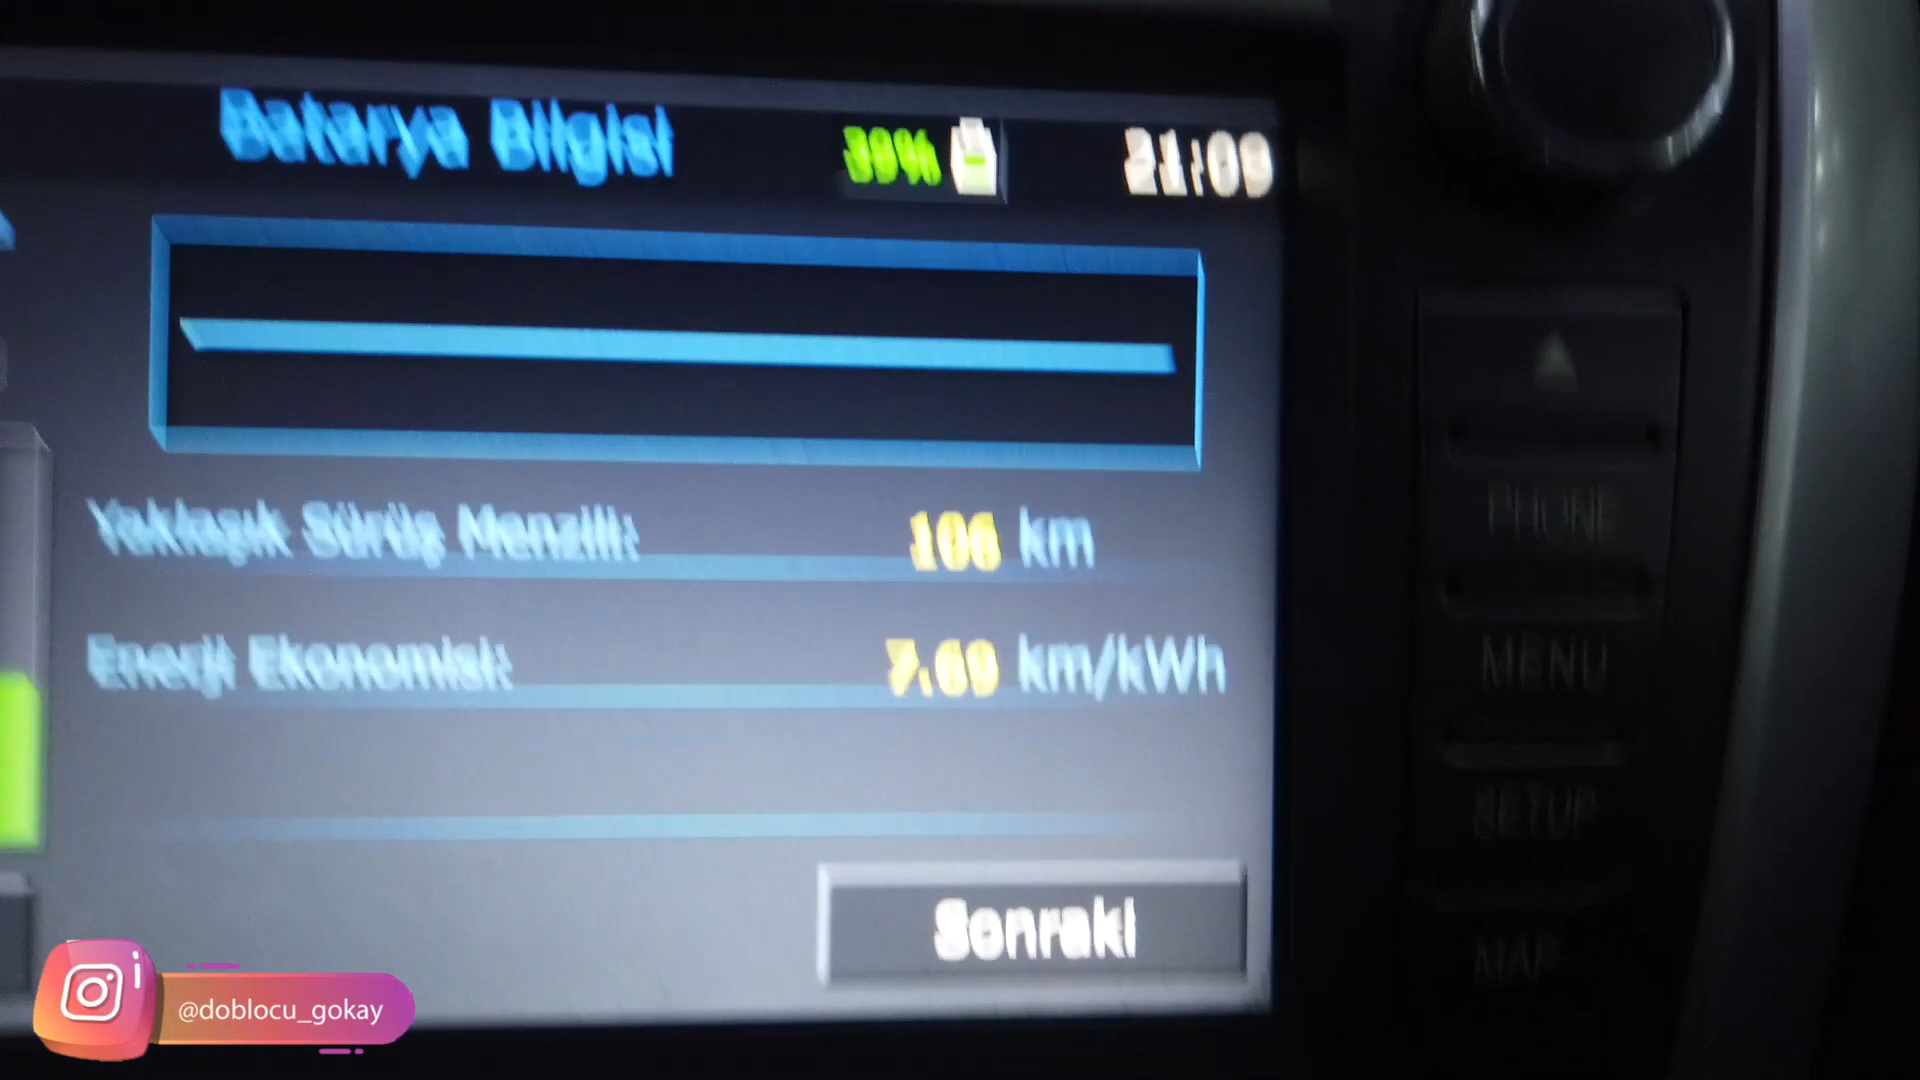 Batarya Bilgisi 39% 21:09
Yaklaşık Sürüş Menzili: 106 km
Enerji Ekonomisi: 7.69 km/kWh
Sonraki
PHONE
MENU
SETUP
MAP
@doblocu_gokay